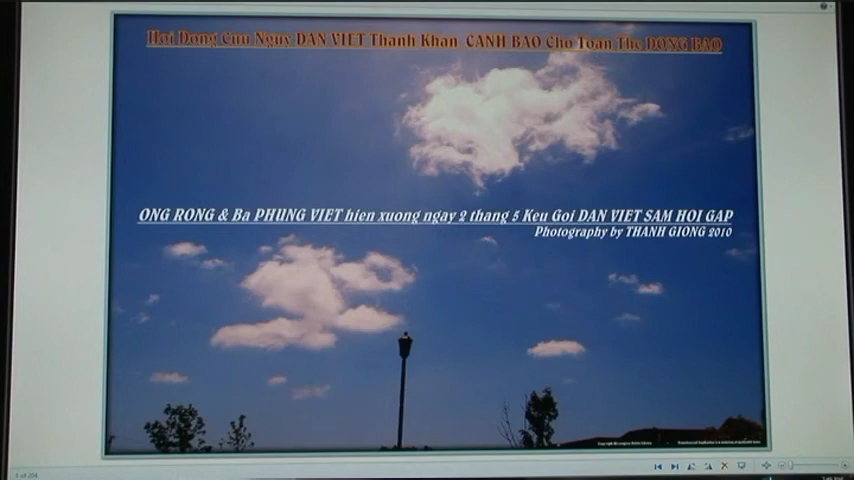 Hoi Dong Cuu Nguy DAN VIET Thanh Khan CANH BAO Cho Toan The DONG BAO
ONG RONG & Ba PHUNG VIET hien xuong ngay 2 thang 5 Keu Goi DAN VIET SAM HOI GAP
Photography by THANH GIONG 2010